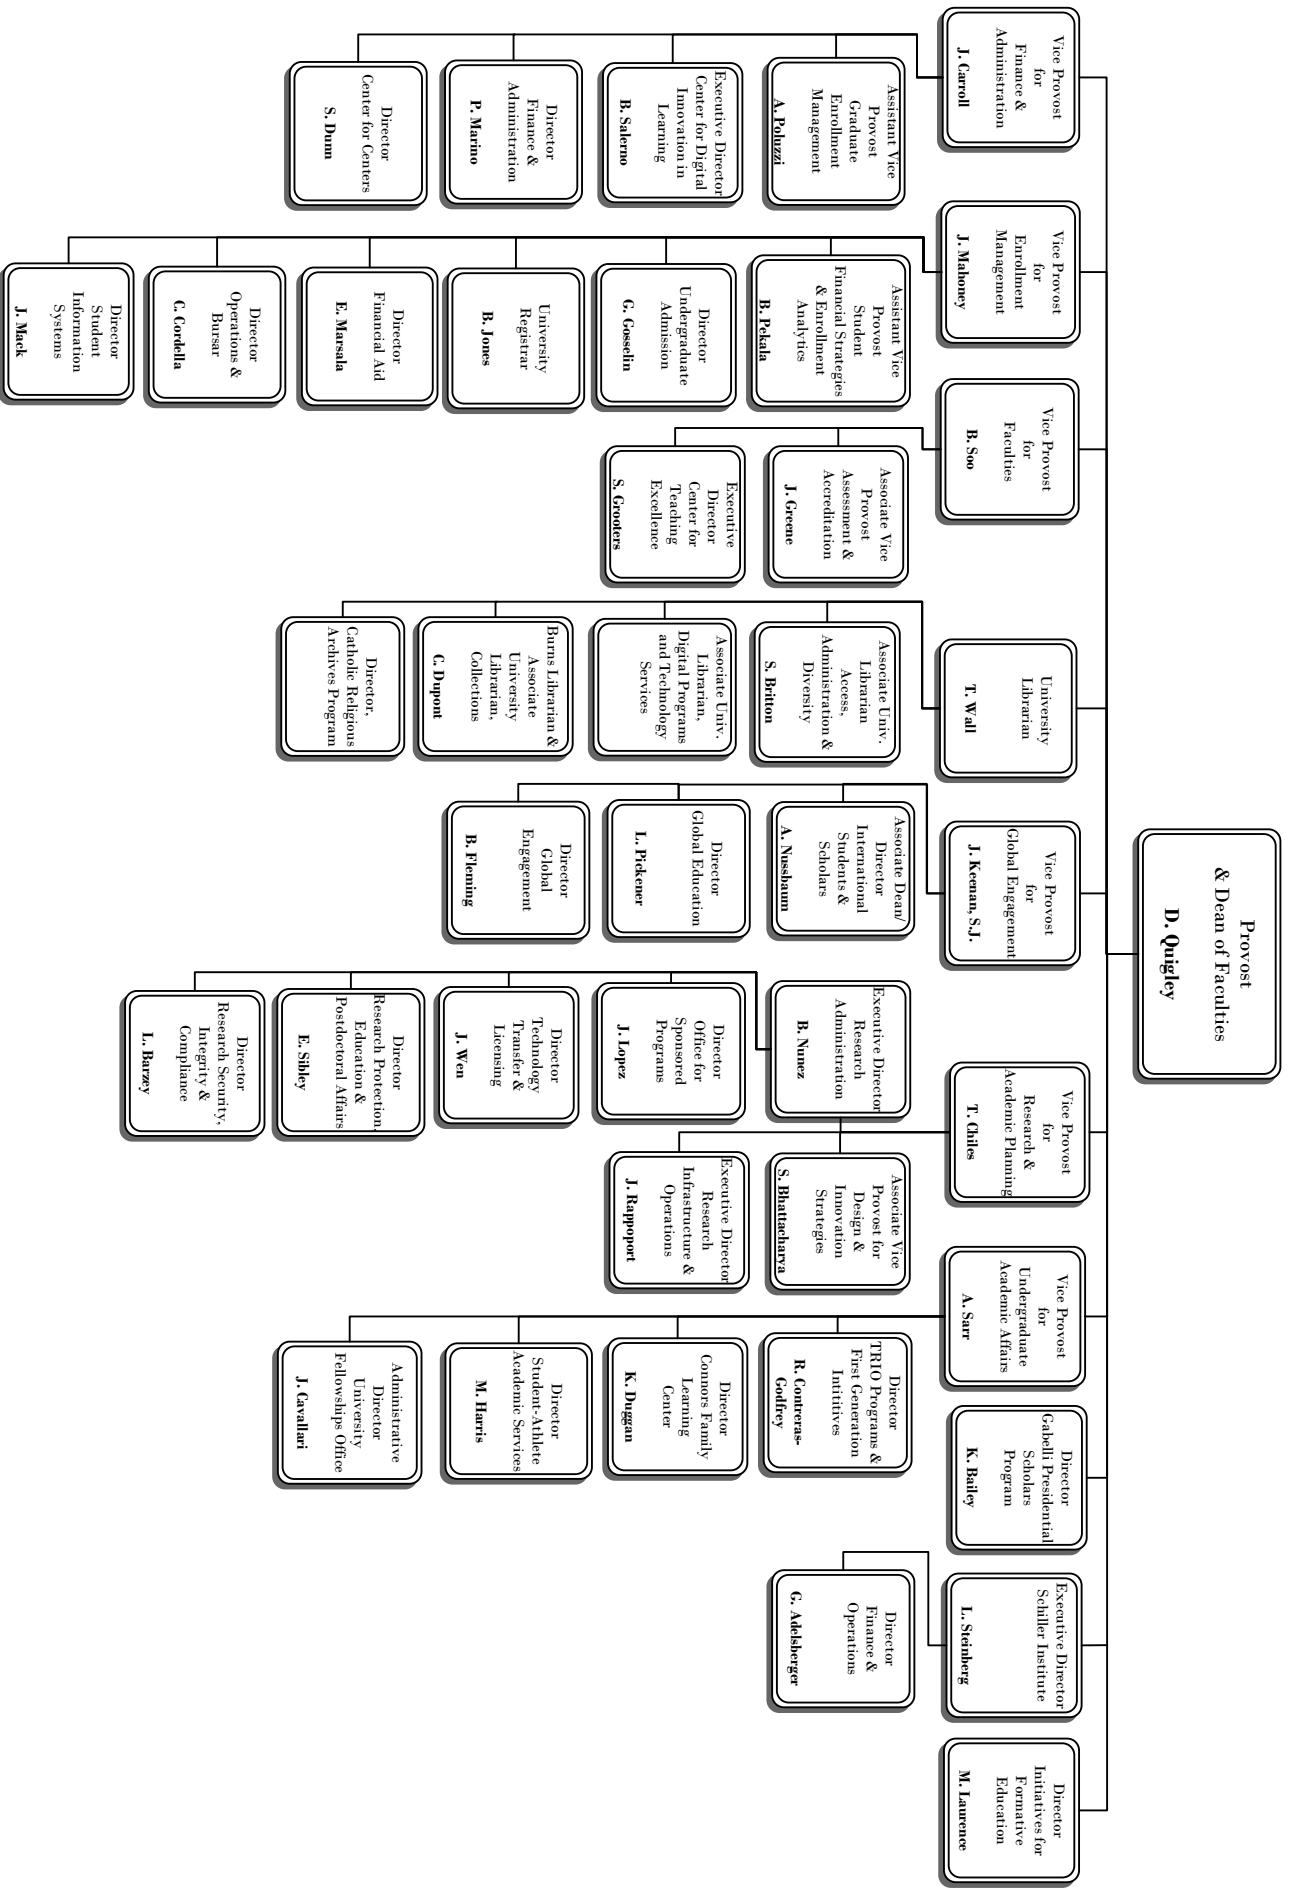 Provost
& Dean of Faculties
D. Quigley
Vice Provost
for
Finance &
Administration
J. Carroll
Assistant Vice
Provost
Graduate
Enrollment
Management
A. Poluzzi
Executive Director
Center for Digital
Innovation in
Learning
B. Salerno
Director
Finance &
Administration
P. Marino
Director
Center for Centers
S. Dunn
Vice Provost
for
Enrollment
Management
J. Mahoney
Assistant Vice
Provost
Student
Financial Strategies
& Enrollment
Analytics
B. Pekala
Director
Undergraduate
Admission
G. Gosselin
University
Registrar
B. Jones
Director
Financial Aid
E. Marsala
Director
Operations &
Bursar
C. Cordella
Director
Student
Information
Systems
J. Mack
Vice Provost
for
Faculties
B. Soo
Associate Vice
Provost
Assessment &
Accreditation
J. Greene
Executive
Director
Center for
Teaching
Excellence
S. Grooters
University
Librarian
T. Wall
Associate Univ.
Librarian
Access,
Administration &
Diversity
S. Britton
Associate Univ.
Librarian,
Digital Programs
and Technology
Services
Burns Librarian &
Associate
University
Librarian,
Collections
C. Dupont
Director,
Catholic Religious
Archives Program
Vice Provost
for
Global Engagement
J. Keenan, S.J.
Associate Dean/
Director
International
Students &
Scholars
A. Nussbaum
Director
Global Education
L. Pickener
Director
Global
Engagement
B. Fleming
Vice Provost
for
Research &
Academic Planning
T. Chiles
Executive Director
Research
Administration
B. Nunez
Director
Office for
Sponsored
Programs
J. Lopez
Director
Technology
Transfer &
Licensing
J. Wen
Director
Research Protection,
Education &
Postdoctoral Affairs
E. Sibley
Director
Research Security,
Integrity &
Compliance
L. Barzey
Associate Vice
Provost for
Design &
Innovation
Strategies
S. Bhattacharya
Executive Director
Research
Infrastructure &
Operations
J. Rappoport
Vice Provost
for
Undergraduate
Academic Affairs
A. Sarr
Director
TRIO Programs &
First Generation
Intititives
R. Contreras-
Godfrey
Director
Connors Family
Learning
Center
K. Duggan
Director
Student-Athlete
Academic Services
M. Harris
Administrative
Director
University
Fellowships Office
J. Cavallari
Director
Gabelli Presidential
Scholars
Program
K. Bailey
Executive Director
Schiller Institute
L. Steinberg
Director
Finance &
Operations
G. Adelsberger
Director
Initiatives for
Formative
Education
M. Laurence